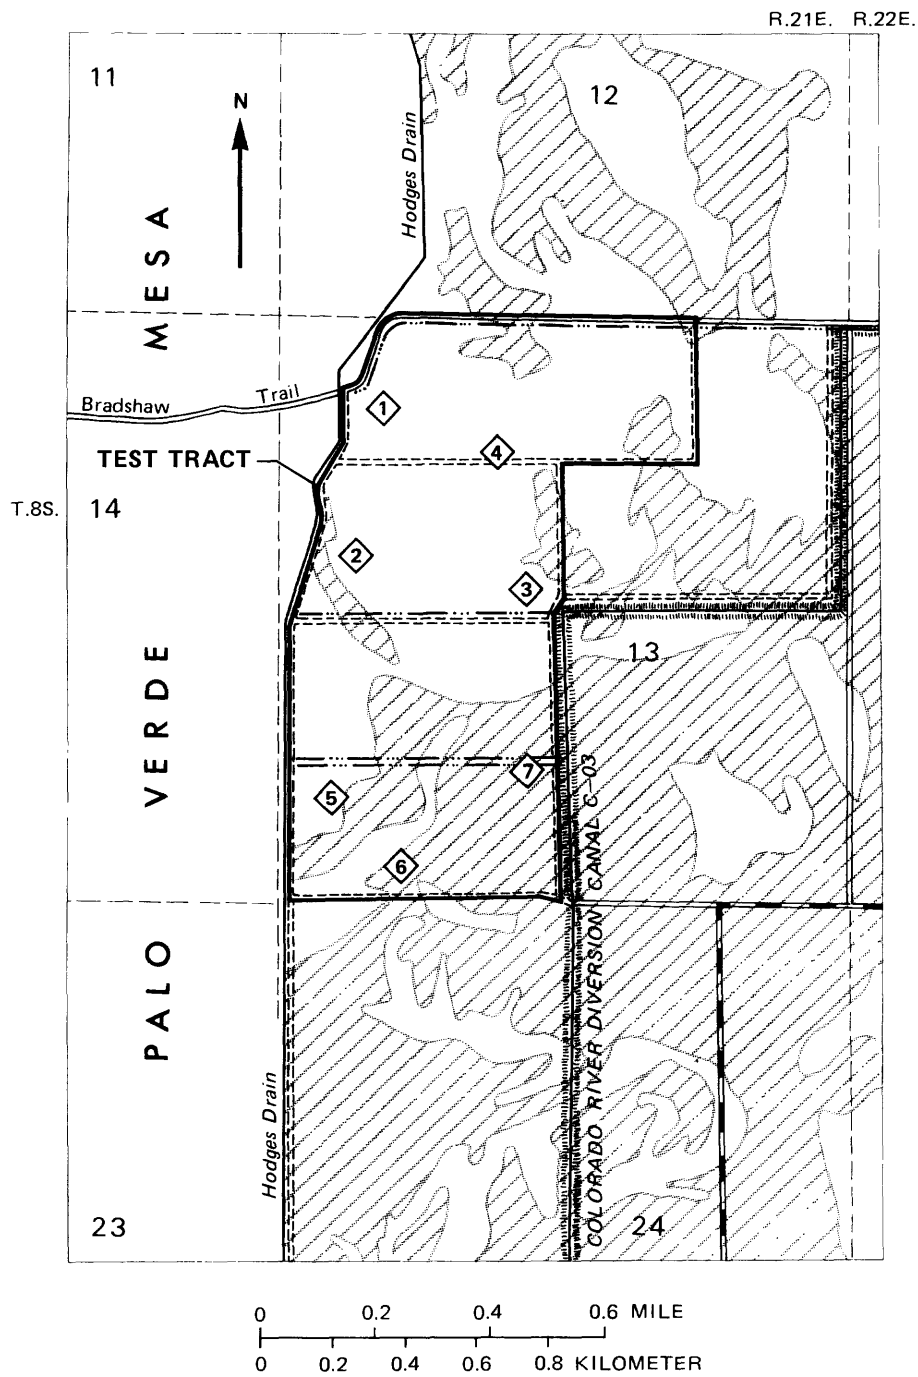 R.21E. R.22E.
11
12
N
Hodges Drain
MESA
Bradshaw Trail
1
4
TEST TRACT
T.8S.
14
2
3
13
VERDE
7
5
6
COLORADO RIVER DIVERSION CANAL C-03
PALO
Hodges Drain
23
24
0 0.2 0.4 0.6 MILE
0 0.2 0.4 0.6 0.8 KILOMETER